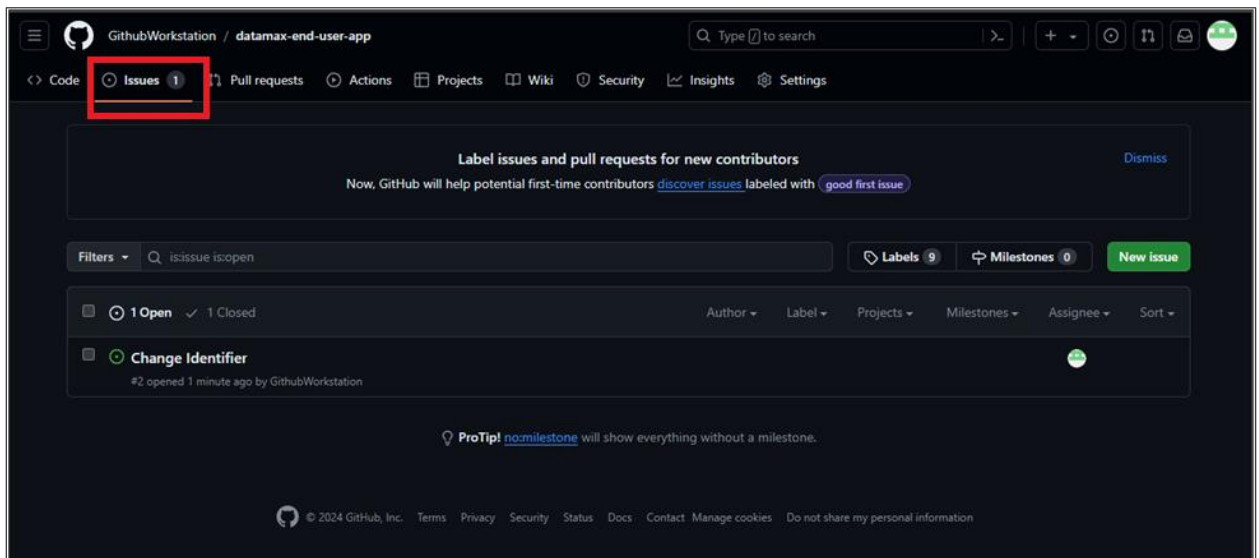 GithubWorkstation / datamax-end-user-app
Type / to search
Code Issues 1 Pull requests Actions Projects Wiki Security Insights Settings
Label issues and pull requests for new contributors
Dismiss
Now, GitHub will help potential first-time contributors discover issues labeled with good first issue
Filters is:issue is:open Labels 9 Milestones 0 New issue
1 Open 1 Closed Author Label Projects Milestones Assignee Sort
Change Identifier
#2 opened 1 minute ago by GithubWorkstation
ProTip! no:milestone will show everything without a milestone.
© 2024 GitHub, Inc. Terms Privacy Security Status Docs Contact Manage cookies Do not share my personal information